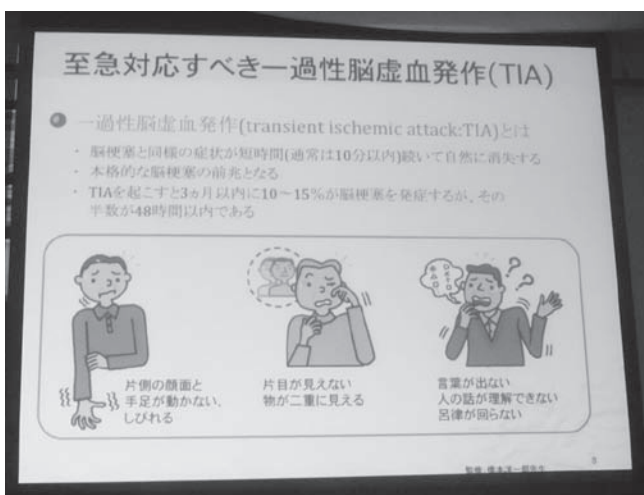 至急対応すべき一過性脳虚血発作(TIA)
一過性脳虚血発作(transient ischemic attack:TIA)とは
・脳梗塞と同様の症状が短時間(通常は10分以内)続いて自然に消失する
・本格的な脳梗塞の前兆となる
・TIAを起こすと3ヵ月以内に10～15%が脳梗塞を発症するが、その
半数が48時間以内である
片側の顔面と
手足が動かない、
しびれる
片目が見えない
物が二重に見える
言葉が出ない
人の話が理解できない
呂律が回らない